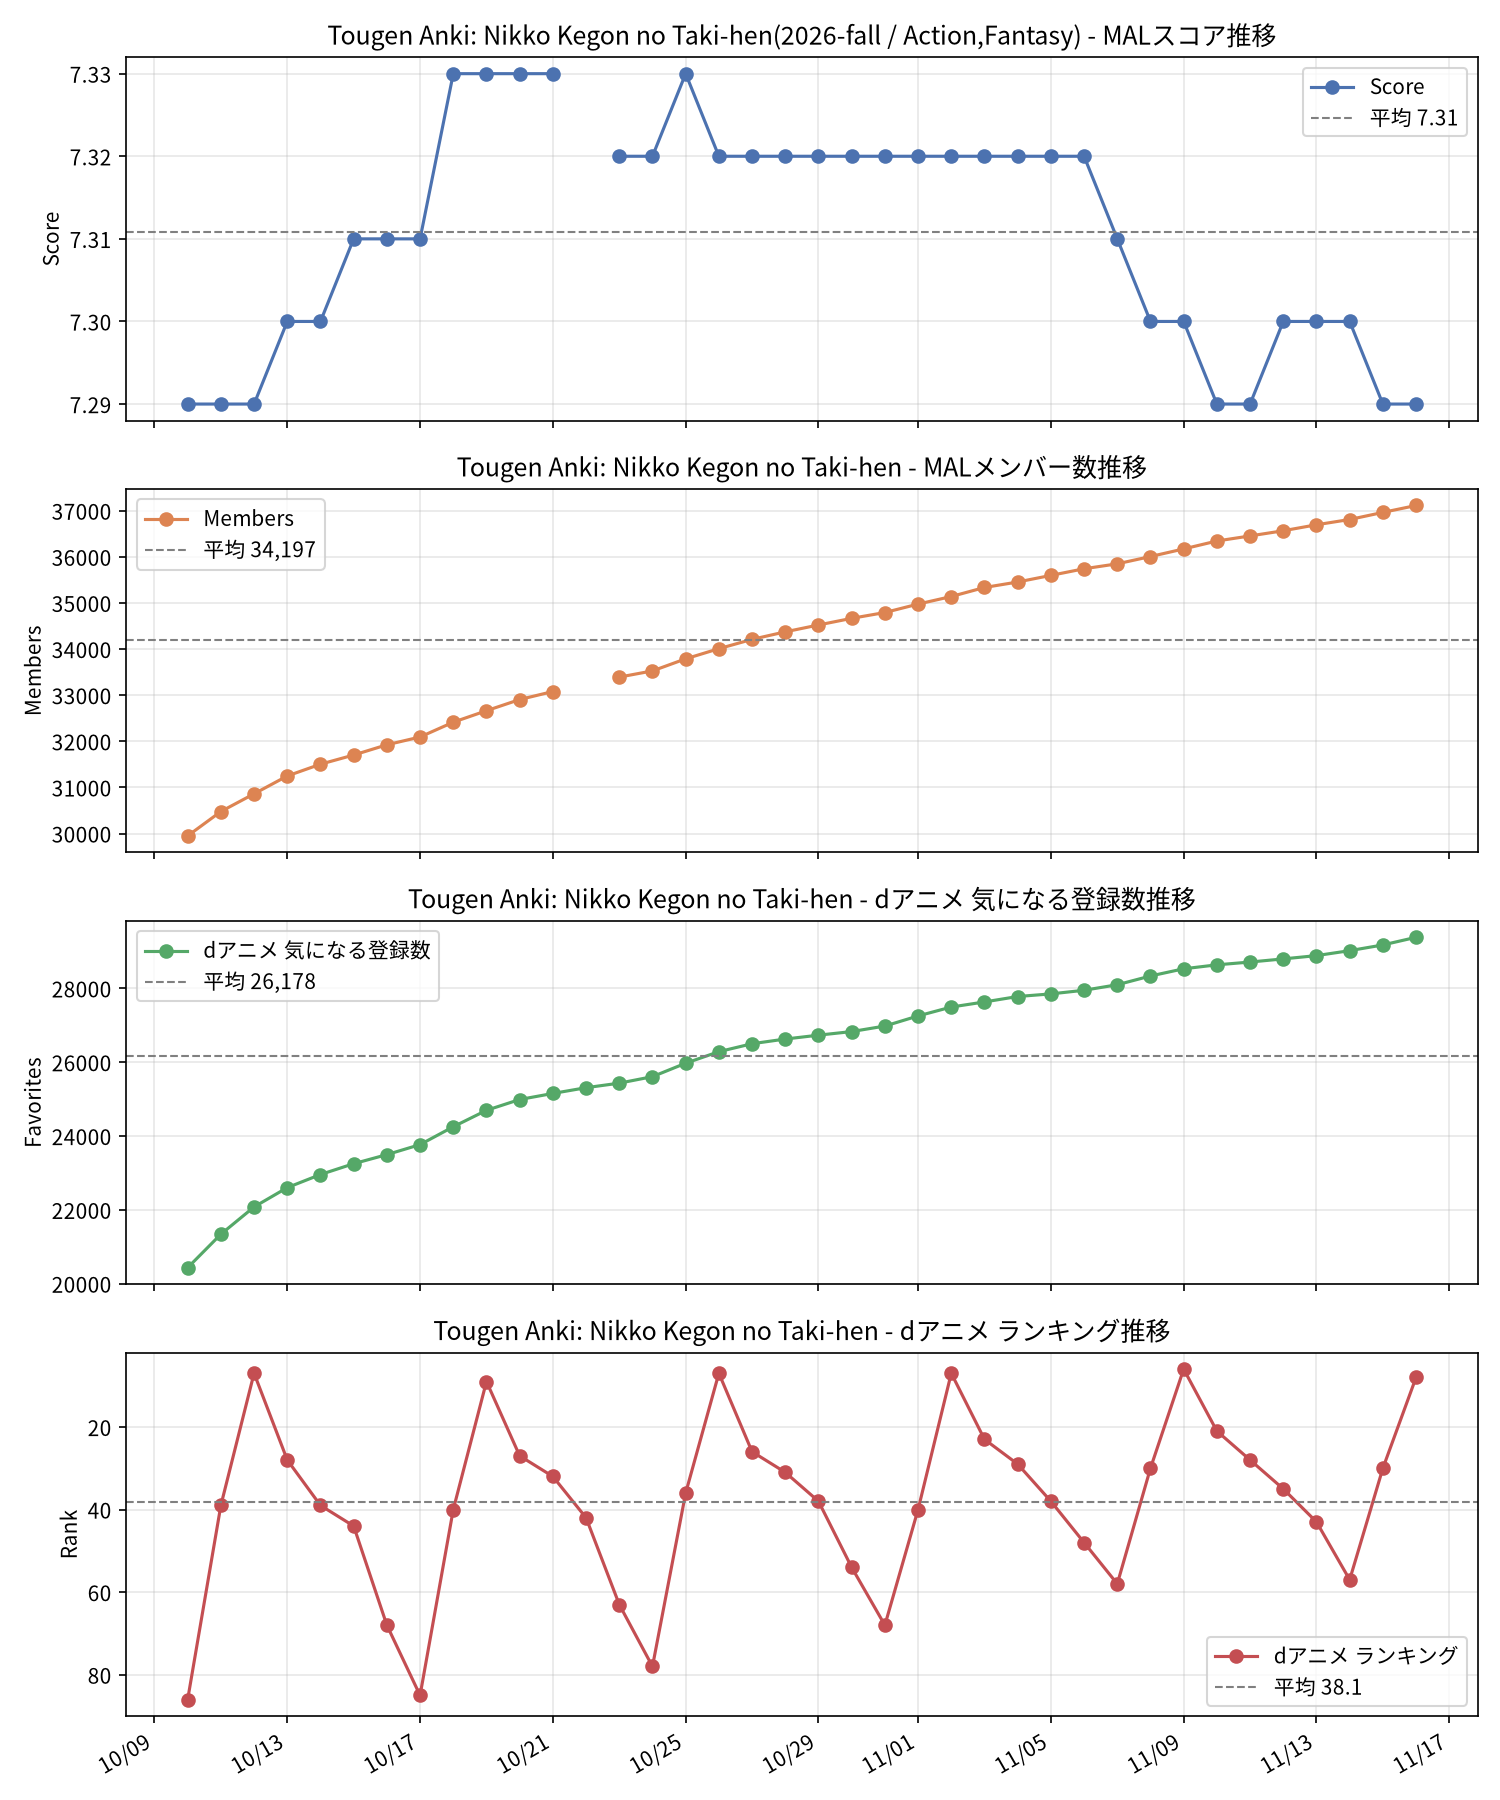 Tougen Anki: Nikko Kegon no Taki-hen(2026-fall / Action,Fantasy) - MALスコア推移
7.33
7.32
7.31
7.30
7.29
Score
Score
平均 7.31
Tougen Anki: Nikko Kegon no Taki-hen - MALメンバー数推移
37000
36000
35000
34000
33000
32000
31000
30000
Members
Members
平均 34,197
Tougen Anki: Nikko Kegon no Taki-hen - dアニメ 気になる登録数推移
28000
26000
24000
22000
20000
Favorites
dアニメ 気になる登録数
平均 26,178
Tougen Anki: Nikko Kegon no Taki-hen - dアニメ ランキング推移
20
40
60
80
Rank
dアニメ ランキング
平均 38.1
10/09
10/13
10/17
10/21
10/25
10/29
11/01
11/05
11/09
11/13
11/17